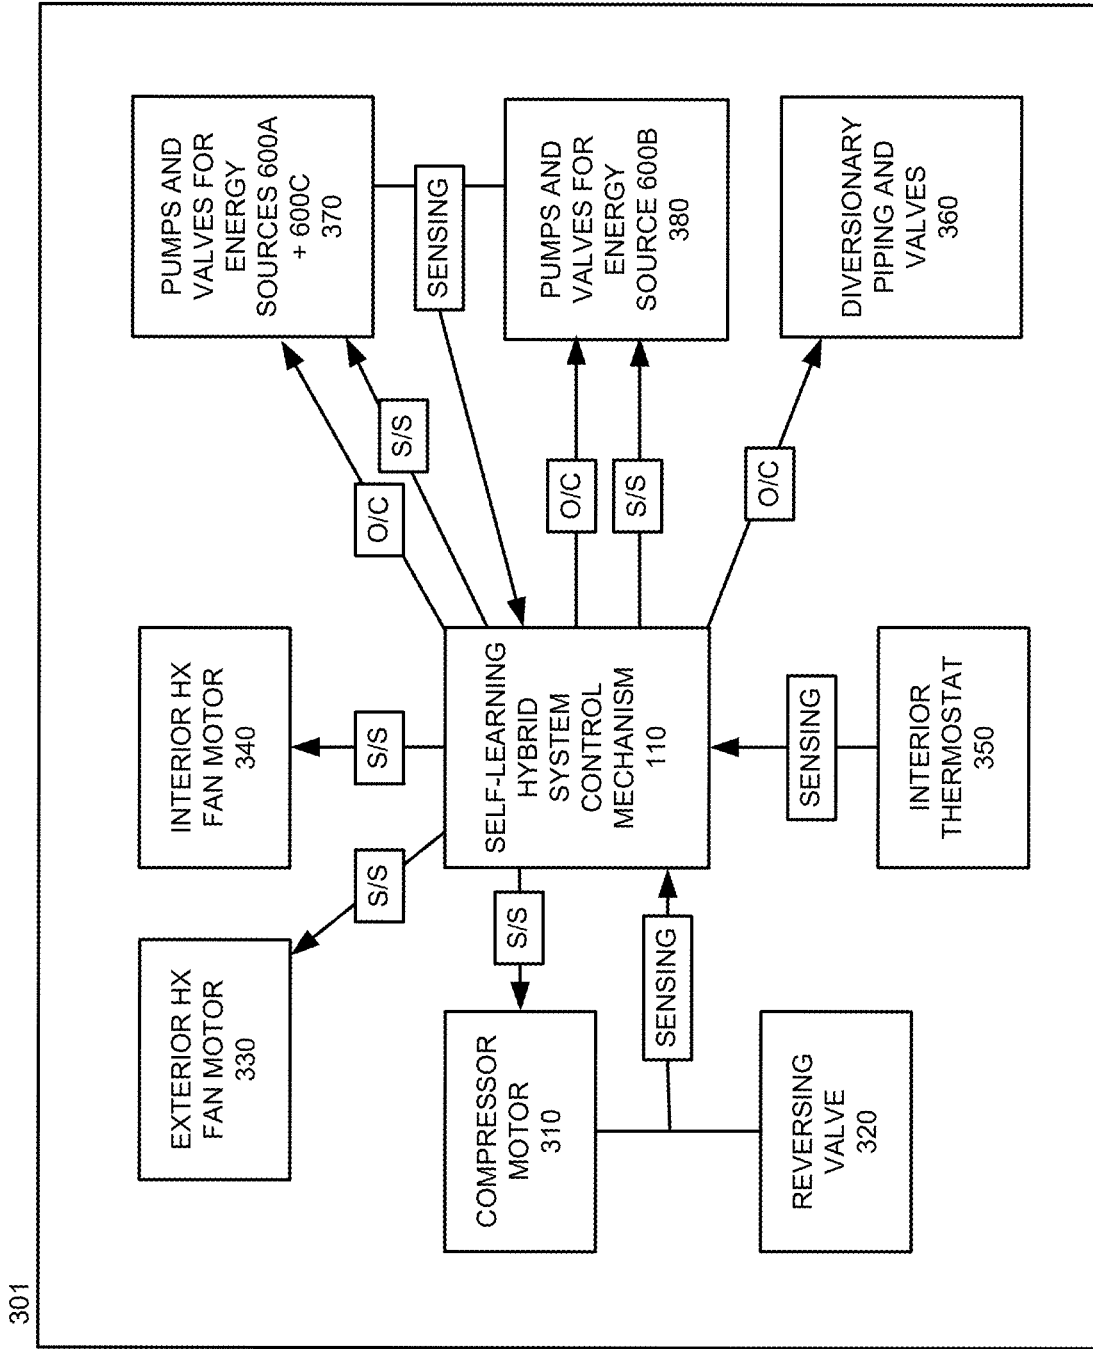 301
EXTERIOR HX
FAN MOTOR
330
INTERIOR HX
FAN MOTOR
340
PUMPS AND
VALVES FOR
ENERGY
SOURCES 600A
+ 600C
370
S/S
S/S
O/C
S/S
SENSING
COMPRESSOR
MOTOR
310
S/S
SELF-LEARNING
HYBRID
SYSTEM
CONTROL
MECHANISM
110
O/C
S/S
PUMPS AND
VALVES FOR
ENERGY
SOURCE 600B
380
SENSING
SENSING
O/C
REVERSING
VALVE
320
INTERIOR
THERMOSTAT
350
DIVERSIONARY
PIPING AND
VALVES
360